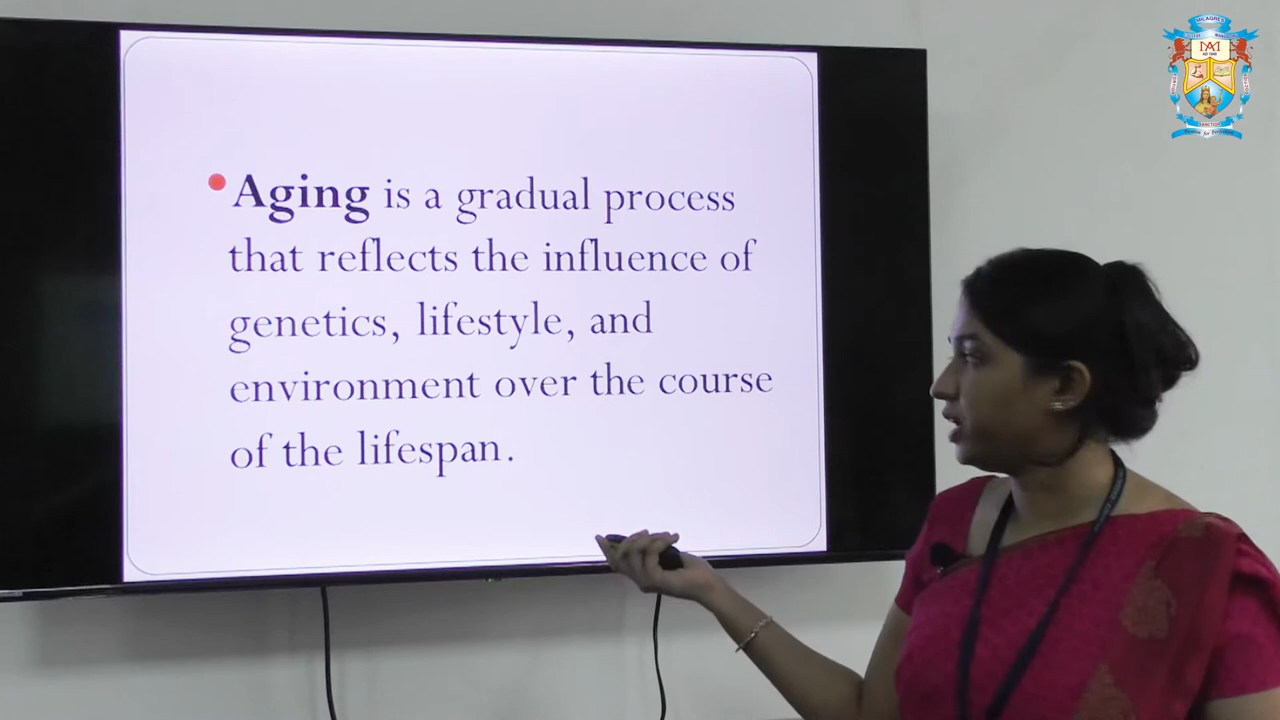 Aging is a gradual process
that reflects the influence of
genetics, lifestyle, and
environment over the course
of the lifespan.
MILAGRES